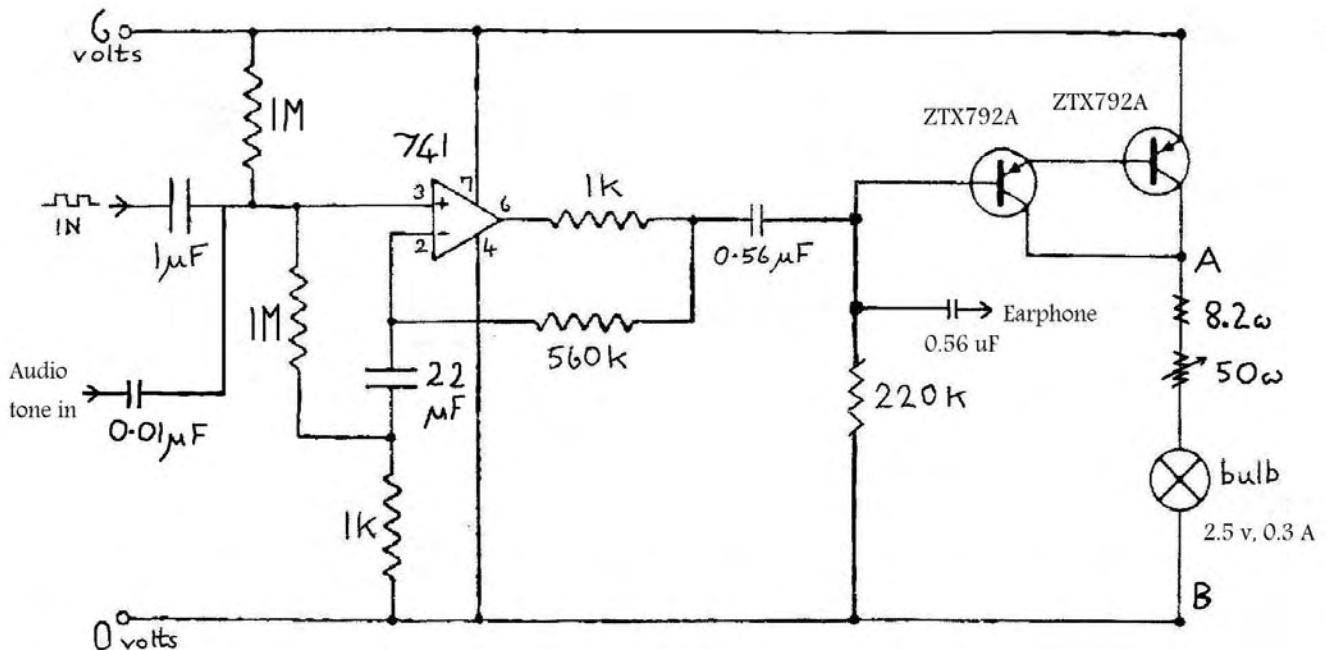 6
volts
1M
ZTX792A
ZTX792A
741
3
+
7
6
2
-
4
1k
IN
1µF
0.56µF
A
1M
560k
Earphone
0.56 uF
8.2ω
50ω
Audio
tone in
0.01µF
22
µF
220k
bulb
2.5 v, 0.3 A
1k
B
0 volts